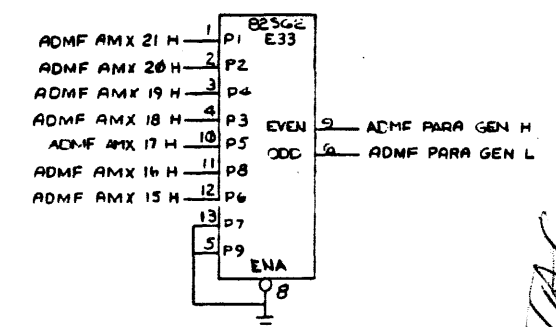 82S62
E33
ADMF AMX 21 H 1 P1
ADMF AMX 20 H 2 P2
ADMF AMX 19 H 3 P4
ADMF AMX 18 H 4 P3
ADMF AMX 17 H 10 P5
ADMF AMX 16 H 11 P8
ADMF AMX 15 H 12 P6
13 P7
5 P9
EVEN 9 ADMF PARA GEN H
ODD 6 ADMF PARA GEN L
ENA
8